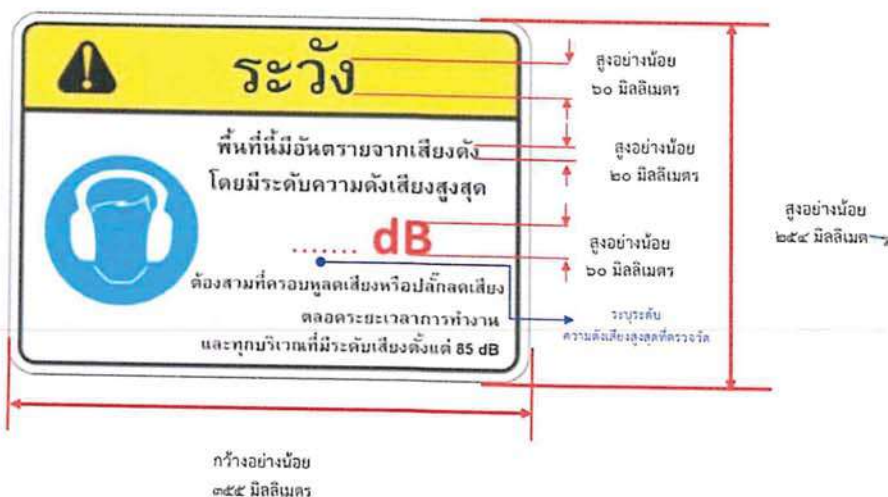 ระวัง
พื้นที่นี้มีอันตรายจากเสียงดัง
โดยมีระดับความดังเสียงสูงสุด
....... dB
ต้องสามที่ครอบหูลดเสียงหรือปลั๊กลดเสียง
ตลอดระยะเวลาการทำงาน
และทุกบริเวณที่มีระดับเสียงตั้งแต่ 85 dB
สูงอย่างน้อย
๖๐ มิลลิเมตร
สูงอย่างน้อย
๒๐ มิลลิเมตร
สูงอย่างน้อย
๖๐ มิลลิเมตร
ระบุระดับ
ความดังเสียงสูงสุดที่ตรวจวัด
สูงอย่างน้อย
๒๕๔ มิลลิเมต
กว้างอย่างน้อย
๓๕๕ มิลลิเมตร